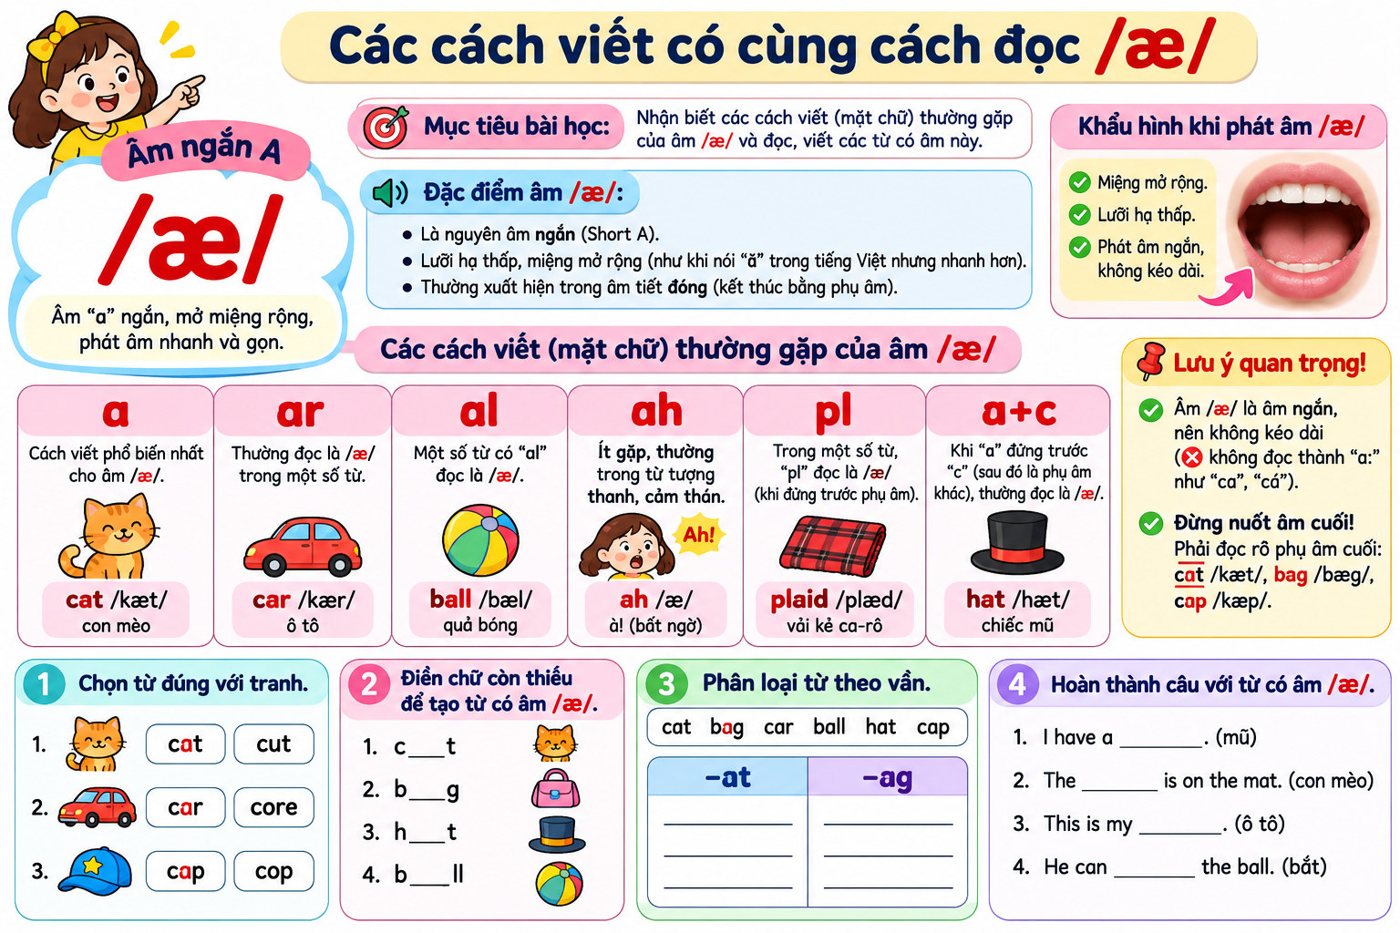 Các cách viết có cùng cách đọc /æ/
Âm ngắn A
/æ/
Âm “a” ngắn, mở miệng rộng,
phát âm nhanh và gọn.
Mục tiêu bài học:
Nhận biết các cách viết (mặt chữ) thường gặp
của âm /æ/ và đọc, viết các từ có âm này.
Đặc điểm âm /æ/:
• Là nguyên âm ngắn (Short A).
• Lưỡi hạ thấp, miệng mở rộng (như khi nói “ă” trong tiếng Việt nhưng nhanh hơn).
• Thường xuất hiện trong âm tiết đóng (kết thúc bằng phụ âm).
Khẩu hình khi phát âm /æ/
Miệng mở rộng.
Lưỡi hạ thấp.
Phát âm ngắn,
không kéo dài.
Các cách viết (mặt chữ) thường gặp của âm /æ/
a
Cách viết phổ biến nhất
cho âm /æ/.
cat /kæt/
con mèo
ar
Thường đọc là /æ/
trong một số từ.
car /kær/
ô tô
al
Một số từ có “al”
đọc là /æ/.
ball /bæl/
quả bóng
ah
Ít gặp, thường
trong từ tượng
thanh, cảm thán.
Ah!
ah /æ/
à! (bất ngờ)
pl
Trong một số từ,
“pl” đọc là /æ/
(khi đứng trước phụ âm).
plaid /plæd/
vải kẻ ca-rô
a+c
Khi “a” đứng trước
“c” (sau đó là phụ âm
khác), thường đọc là /æ/.
hat /hæt/
chiếc mũ
Lưu ý quan trọng!
Âm /æ/ là âm ngắn,
nên không kéo dài
(❌ không đọc thành “a:”
như “ca”, “cá”).
Đừng nuốt âm cuối!
Phải đọc rõ phụ âm cuối:
cat /kæt/, bag /bæg/,
cap /kæp/.
1 Chọn từ đúng với tranh.
1. cat cut
2. car core
3. cap cop
2 Điền chữ còn thiếu
để tạo từ có âm /æ/.
1. c___t
2. b___g
3. h___t
4. b___ll
3 Phân loại từ theo vần.
cat bag car ball hat cap
–at –ag
4 Hoàn thành câu với từ có âm /æ/.
1. I have a ________. (mũ)
2. The ________ is on the mat. (con mèo)
3. This is my ________. (ô tô)
4. He can ________ the ball. (bắt)